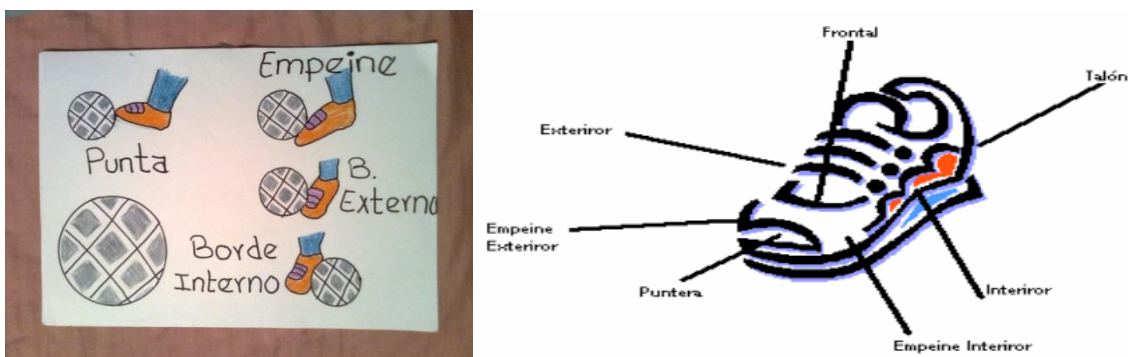 Empeine
Punta
B.
Externo
Borde
Interno
Frontal
Talón
Exteriror
Empeine
Exteriror
Puntera
Interiror
Empeine Interiror